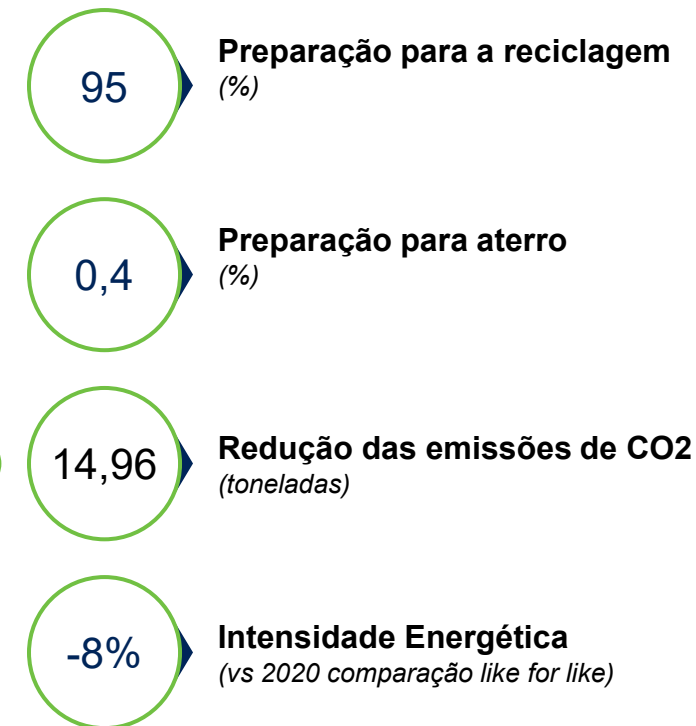 95
Preparação para a reciclagem
(%)
0,4
Preparação para aterro
(%)
14,96
Redução das emissões de CO2
(toneladas)
-8%
Intensidade Energética
(vs 2020 comparação like for like)